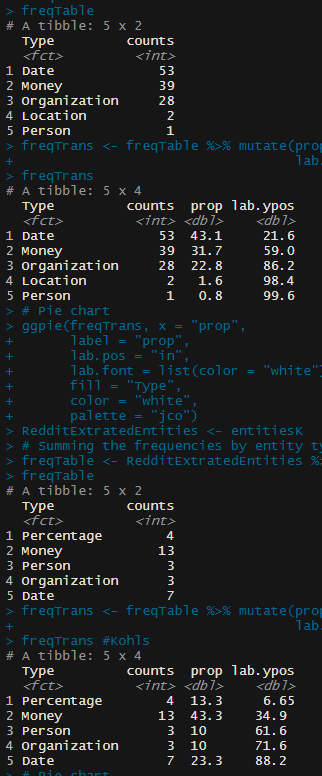 > freqTable
# A tibble: 5 x 2
  Type         counts
  <fct>         <int>
1 Date             53
2 Money            39
3 Organization     28
4 Location          2
5 Person            1
> freqTrans <- freqTable %>% mutate(prop
+                                    lab.
> freqTrans
# A tibble: 5 x 4
  Type         counts  prop lab.ypos
  <fct>         <int> <dbl>    <dbl>
1 Date             53  43.1     21.6
2 Money            39  31.7     59.0
3 Organization     28  22.8     86.2
4 Location          2   1.6     98.4
5 Person            1   0.8     99.6
> # Pie chart
> ggpie(freqTrans, x = "prop",
+       label = "prop",
+       lab.pos = "in",
+       lab.font = list(color = "white")
+       fill = "Type",
+       color = "white",
+       palette = "jco")
> RedditExtratedEntities <- entitiesK
> # Summing the frequencies by entity ty
> freqTable <- RedditExtratedEntities %>
> freqTable
# A tibble: 5 x 2
  Type         counts
  <fct>         <int>
1 Percentage        4
2 Money            13
3 Person            3
4 Organization      3
5 Date              7
> freqTrans <- freqTable %>% mutate(prop
+                                    lab.
> freqTrans #Kohls
# A tibble: 5 x 4
  Type         counts  prop lab.ypos
  <fct>         <int> <dbl>    <dbl>
1 Percentage        4  13.3     6.65
2 Money            13  43.3    34.9
3 Person            3  10      61.6
4 Organization      3  10      71.6
5 Date              7  23.3    88.2
> # Pie chart